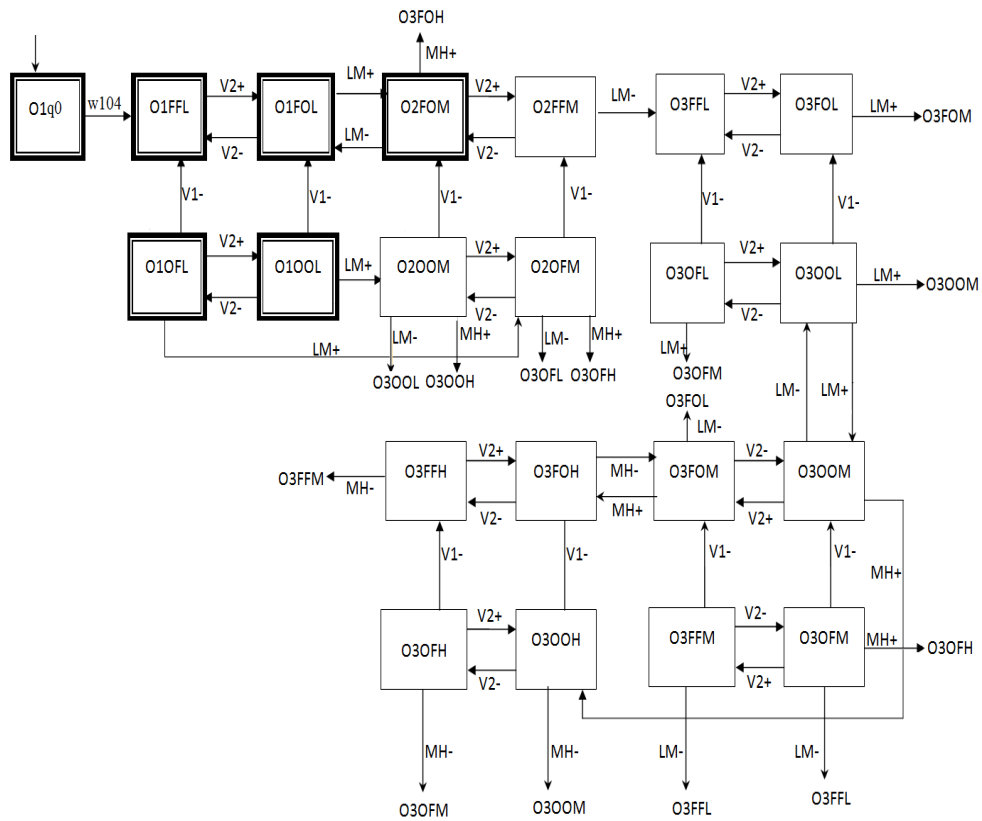 O3FOH
MH+
O1q0
w104
O1FFL
V2+
V2-
O1FOL
LM+
LM-
O2FOM
V2+
V2-
O2FFM
LM-
O3FFL
V2+
V2-
O3FOL
LM+
O3FOM
V1-
V1-
V1-
V1-
V1-
V1-
O1OFL
V2+
V2-
O1OOL
LM+
O2OOM
V2+
V2-
O2OFM
O3OFL
V2+
V2-
O3OOL
LM+
O3OOM
LM+
LM-
MH+
LM-
MH+
LM+
O3OOL
O3OOH
O3OFL
O3OFH
O3OFM
LM-
LM+
O3FOL
LM-
O3FFM
MH-
O3FFH
V2+
V2-
O3FOH
MH-
MH+
O3FOM
V2-
V2+
O3OOM
V1-
V1-
V1-
V1-
MH+
O3OFH
V2+
V2-
O3OOH
O3FFM
V2-
V2+
O3OFM
MH+
O3OFH
MH-
MH-
LM-
LM-
O3OFM
O3OOM
O3FFL
O3FFL